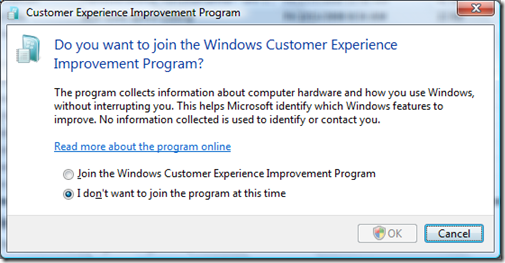 Customer Experience Improvement Program
Do you want to join the Windows Customer Experience
Improvement Program?
The program collects information about computer hardware and how you use Windows,
without interrupting you. This helps Microsoft identify which Windows features to
improve. No information collected is used to identify or contact you.
Read more about the program online
Join the Windows Customer Experience Improvement Program
I don't want to join the program at this time
OK
Cancel